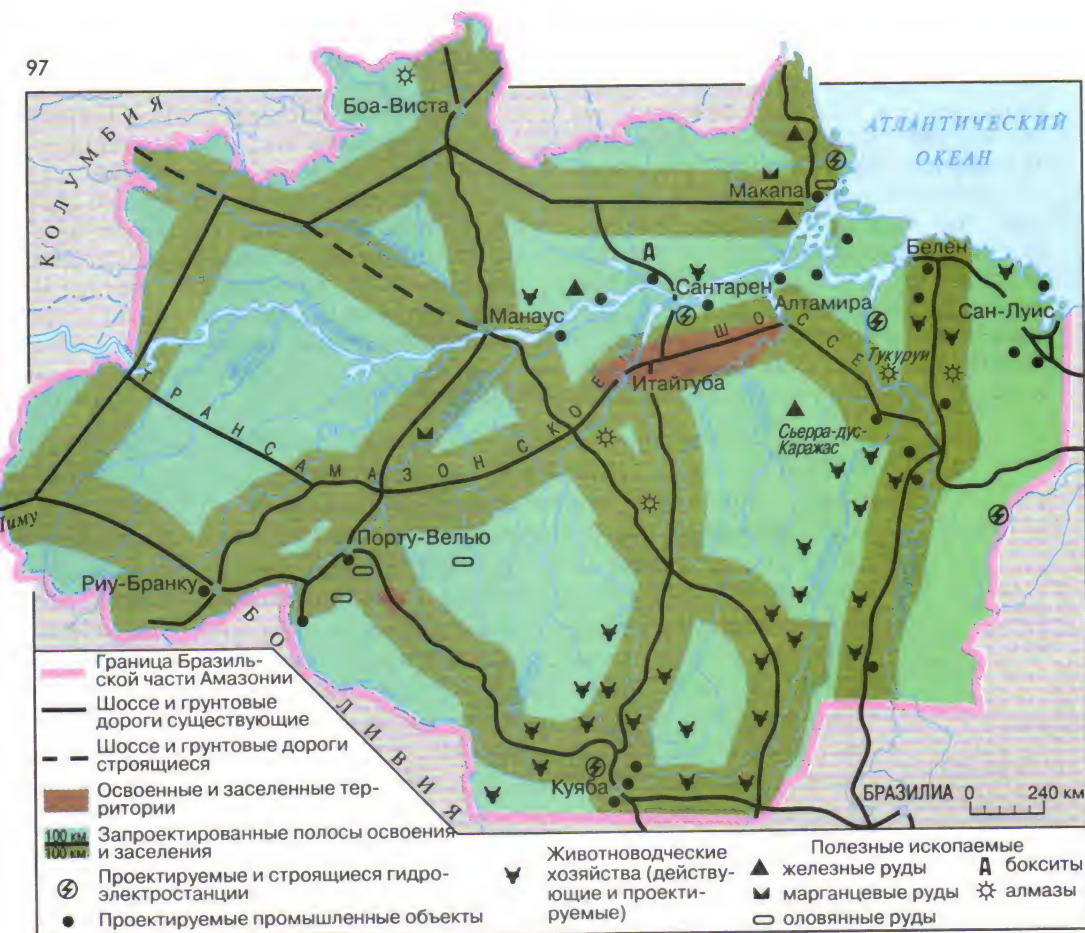 97
КОЛУМБИЯ
Боа-Виста
АТЛАНТИЧЕСКИЙ
ОКЕАН
Макапа
Белен
Сантарен
Манаус
Алтамира
Сан-Луис
Тукуруи
Итайтуба
ТРАНСАМАЗОНСКОЕ ШОССЕ
Сьерра-дус-
Каражас
Лиму
Порту-Велью
Риу-Бранку
БОЛИВИЯ
Куяба
БРАЗИЛИА
0 240 км
Граница Бразиль-
ской части Амазонии
Шоссе и грунтовые
дороги существующие
Шоссе и грунтовые дороги
строящиеся
Освоенные и заселенные тер-
ритории
100 км
100 км
Запроектированные полосы освоения
и заселения
Проектируемые и строящиеся гидро-
электростанции
Проектируемые промышленные объекты
Животноводческие
хозяйства (действу-
ющие и проекти-
руемые)
Полезные ископаемые
железные руды
марганцевые руды
оловянные руды
А бокситы
алмазы